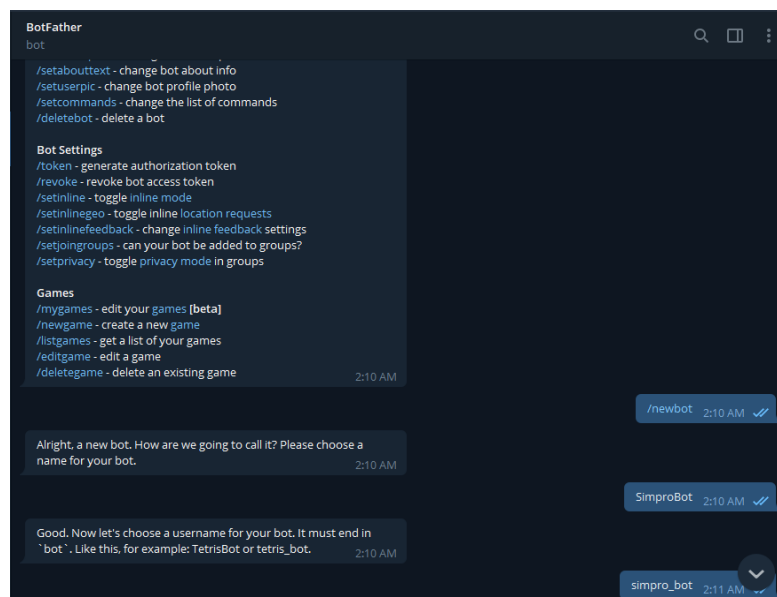 BotFather
bot
/setabouttext - change bot about info
/setuserpic - change bot profile photo
/setcommands - change the list of commands
/deletebot - delete a bot
Bot Settings
/token - generate authorization token
/revoke - revoke bot access token
/setinline - toggle inline mode
/setinlinegeo - toggle inline location requests
/setinlinefeedback - change inline feedback settings
/setjoingroups - can your bot be added to groups?
/setprivacy - toggle privacy mode in groups
Games
/mygames - edit your games [beta]
/newgame - create a new game
/listgames - get a list of your games
/editgame - edit a game
/deletegame - delete an existing game
2:10 AM
/newbot 2:10 AM
Alright, a new bot. How are we going to call it? Please choose a
name for your bot.
2:10 AM
SimproBot 2:10 AM
Good. Now let's choose a username for your bot. It must end in
`bot`. Like this, for example: TetrisBot or tetris_bot.
2:10 AM
simpro_bot 2:11 AM